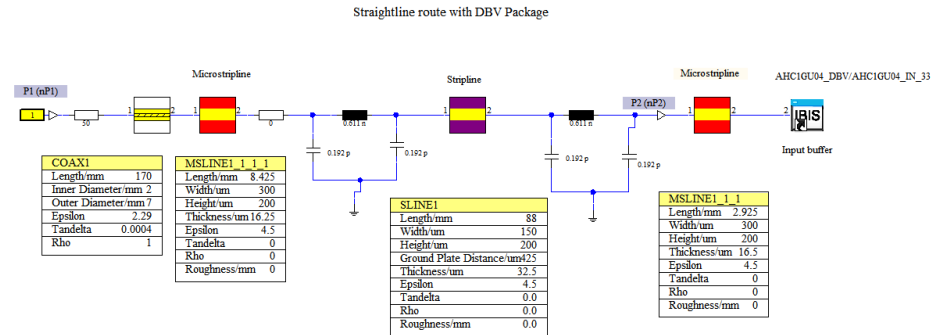 Straightline route with DBV Package
Microstripline
Stripline
Microstripline
AHC1GU04_DBV/AHC1GU04_IN_33
P1 (nP1)
P2 (nP2)
1
50
1
2
1
2
0
0.611 n
1
2
0.611 n
1
2
2
IBIS
Input buffer
0.192 p
0.192 p
0.192 p
0.192 p
COAX1
Length/mm 170
Inner Diameter/mm 2
Outer Diameter/mm 7
Epsilon 2.29
Tandelta 0.0004
Rho 1
MSLINE1_1_1_1
Length/mm 8.425
Width/um 300
Height/um 200
Thickness/um 16.25
Epsilon 4.5
Tandelta 0
Rho 0
Roughness/mm 0
SLINE1
Length/mm 88
Width/um 150
Height/um 200
Ground Plate Distance/um 425
Thickness/um 32.5
Epsilon 4.5
Tandelta 0.0
Rho 0.0
Roughness/mm 0.0
MSLINE1_1_1
Length/mm 2.925
Width/um 300
Height/um 200
Thickness/um 16.5
Epsilon 4.5
Tandelta 0
Rho 0
Roughness/mm 0